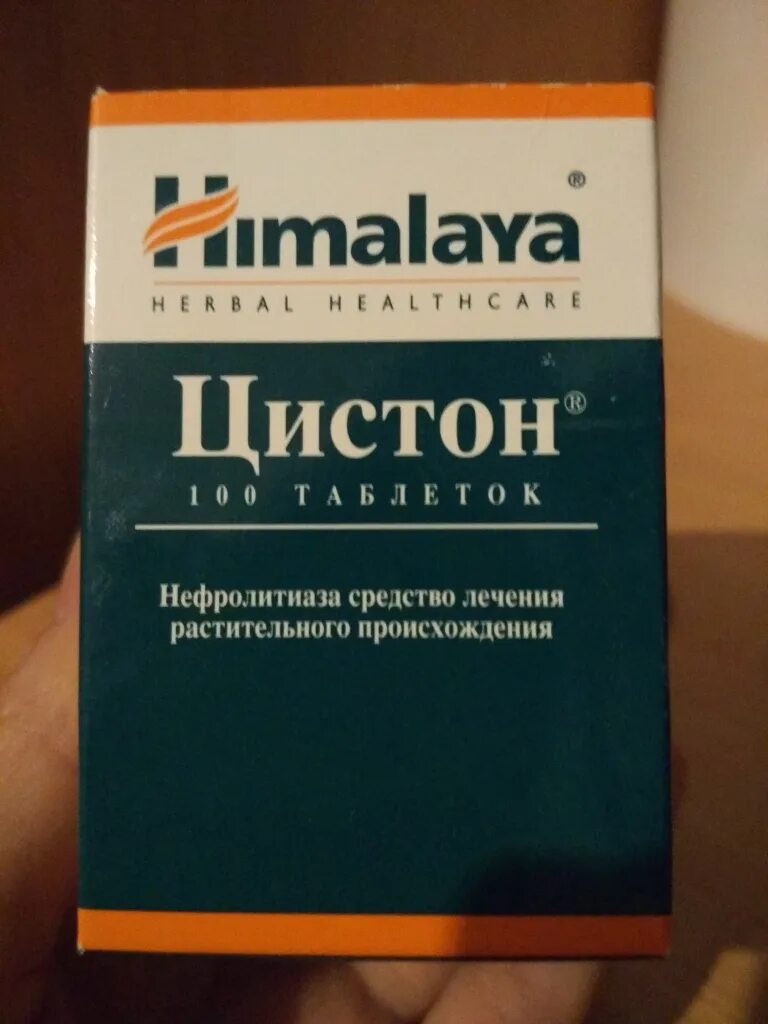 Himalaya®
HERBAL HEALTHCARE
Цистон®
100 ТАБЛЕТОК
Нефролитиаза средство лечения
растительного происхождения